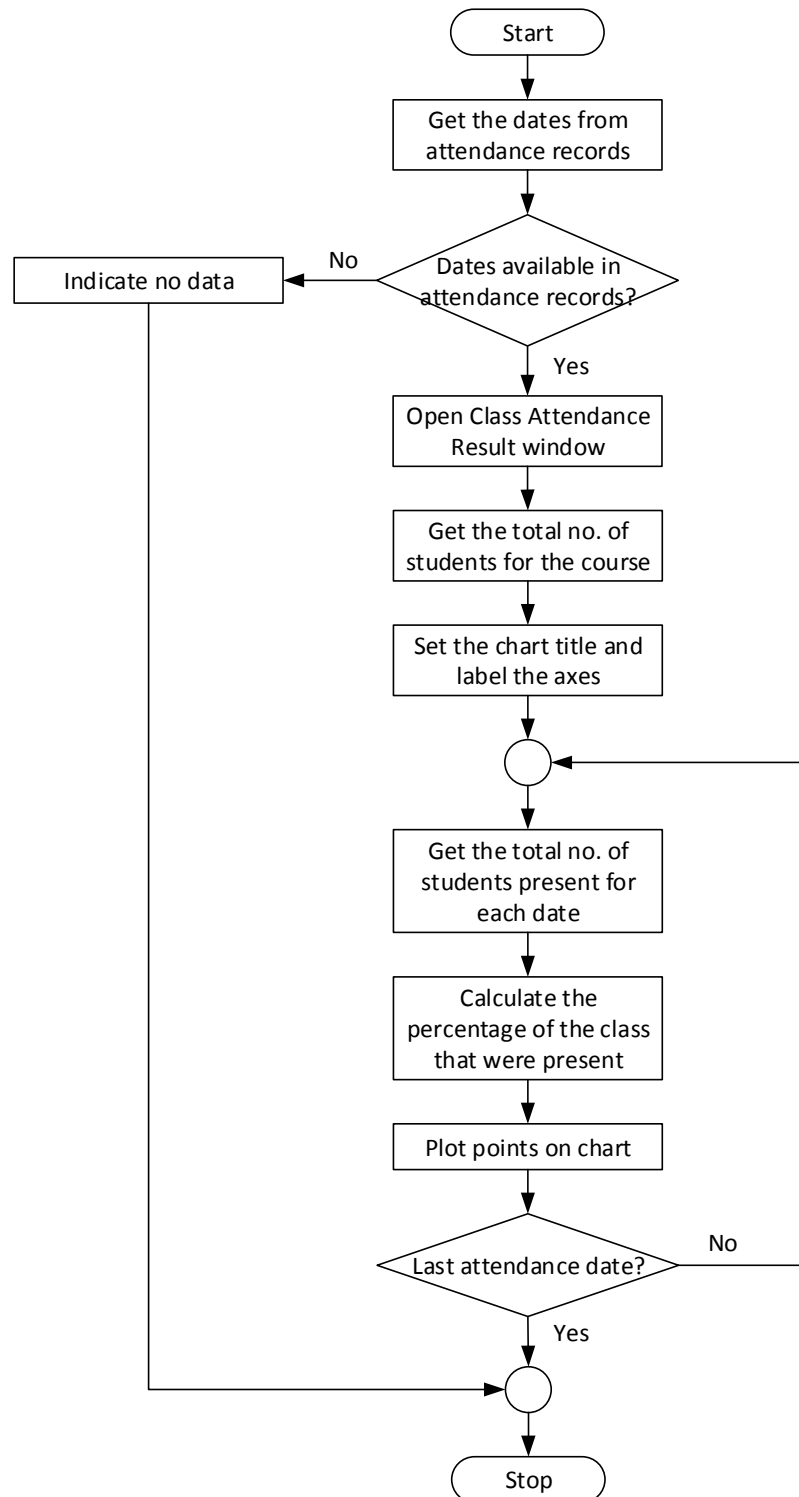 Start
Get the dates from
attendance records
Dates available in
attendance records?
No
Indicate no data
Yes
Open Class Attendance
Result window
Get the total no. of
students for the course
Set the chart title and
label the axes
Get the total no. of
students present for
each date
Calculate the
percentage of the class
that were present
Plot points on chart
Last attendance date?
No
Yes
Stop